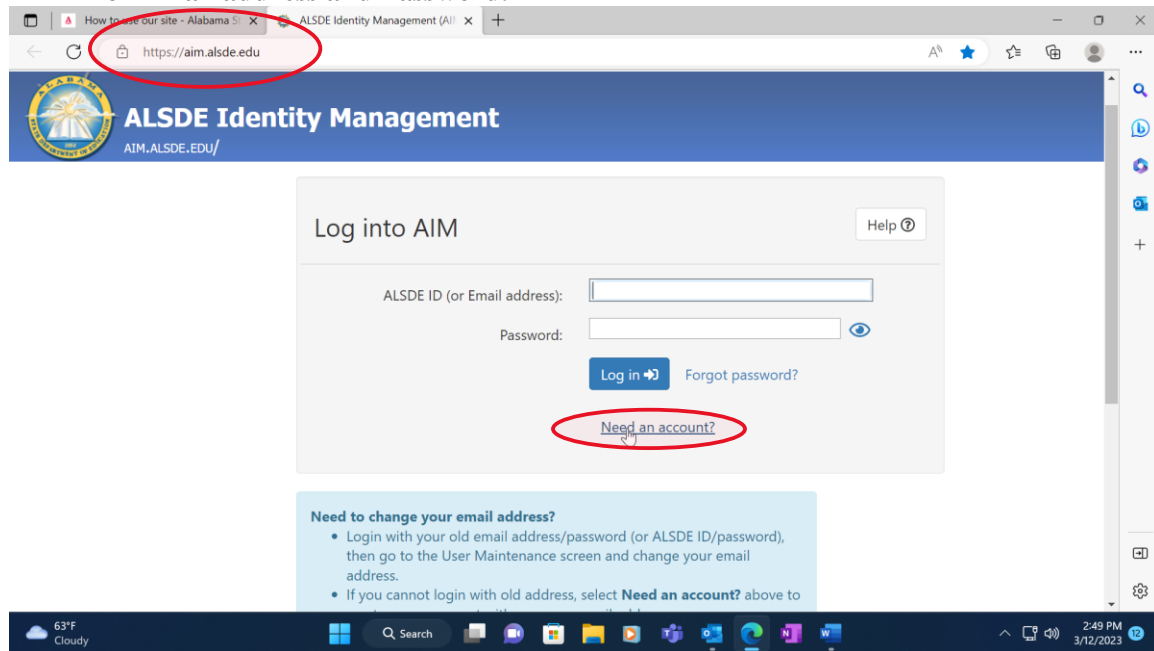 How to use our site - Alabama St
ALSDE Identity Management (AI
https://aim.alsde.edu
ALSDE Identity Management
AIM.ALSDE.EDU/
Log into AIM
Help
ALSDE ID (or Email address):
Password:
Log in
Forgot password?
Need an account?
Need to change your email address?
• Login with your old email address/password (or ALSDE ID/password),
then go to the User Maintenance screen and change your email
address.
• If you cannot login with old address, select Need an account? above to
63°F
Cloudy
Search
2:49 PM
3/12/2023
12